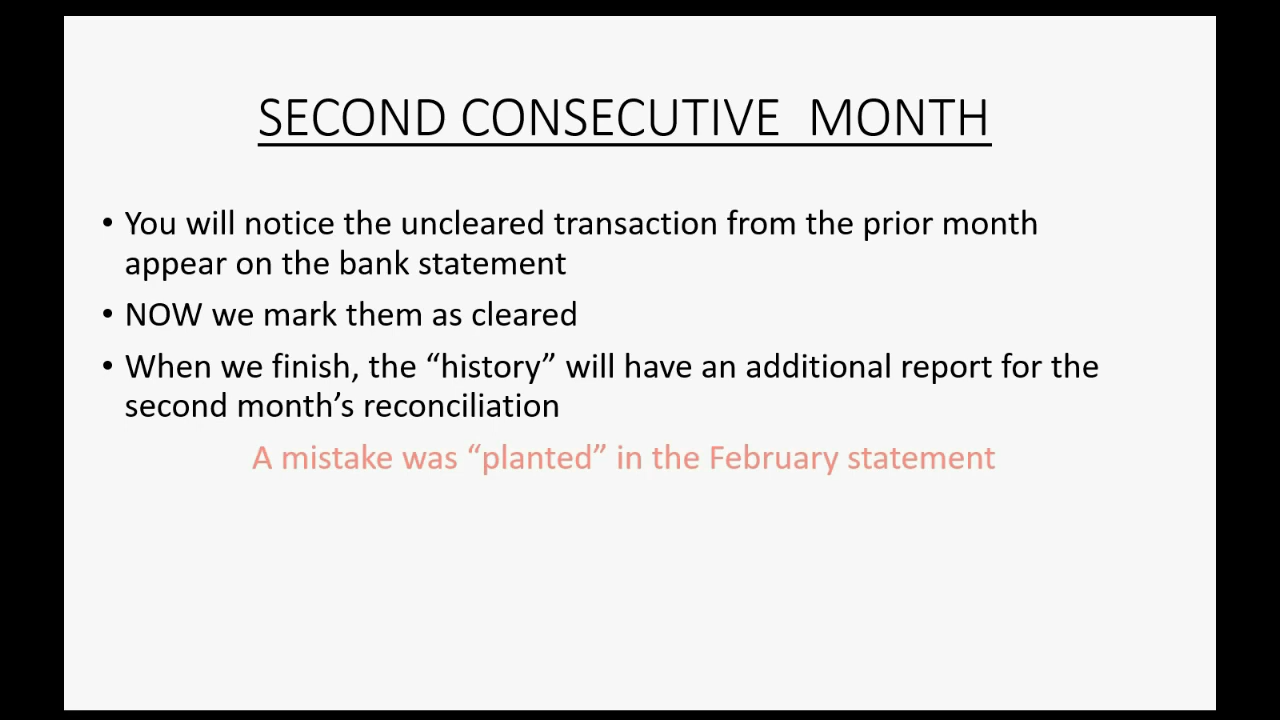 SECOND CONSECUTIVE  MONTH
• You will notice the uncleared transaction from the prior month
appear on the bank statement
• NOW we mark them as cleared
• When we finish, the “history” will have an additional report for the
second month’s reconciliation
A mistake was “planted” in the February statement